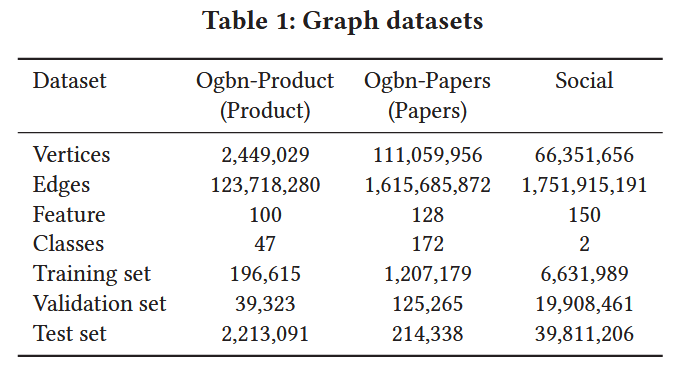 Table 1: Graph datasets
Dataset Ogbn-Product Ogbn-Papers Social
(Product) (Papers)
Vertices 2,449,029 111,059,956 66,351,656
Edges 123,718,280 1,615,685,872 1,751,915,191
Feature 100 128 150
Classes 47 172 2
Training set 196,615 1,207,179 6,631,989
Validation set 39,323 125,265 19,908,461
Test set 2,213,091 214,338 39,811,206